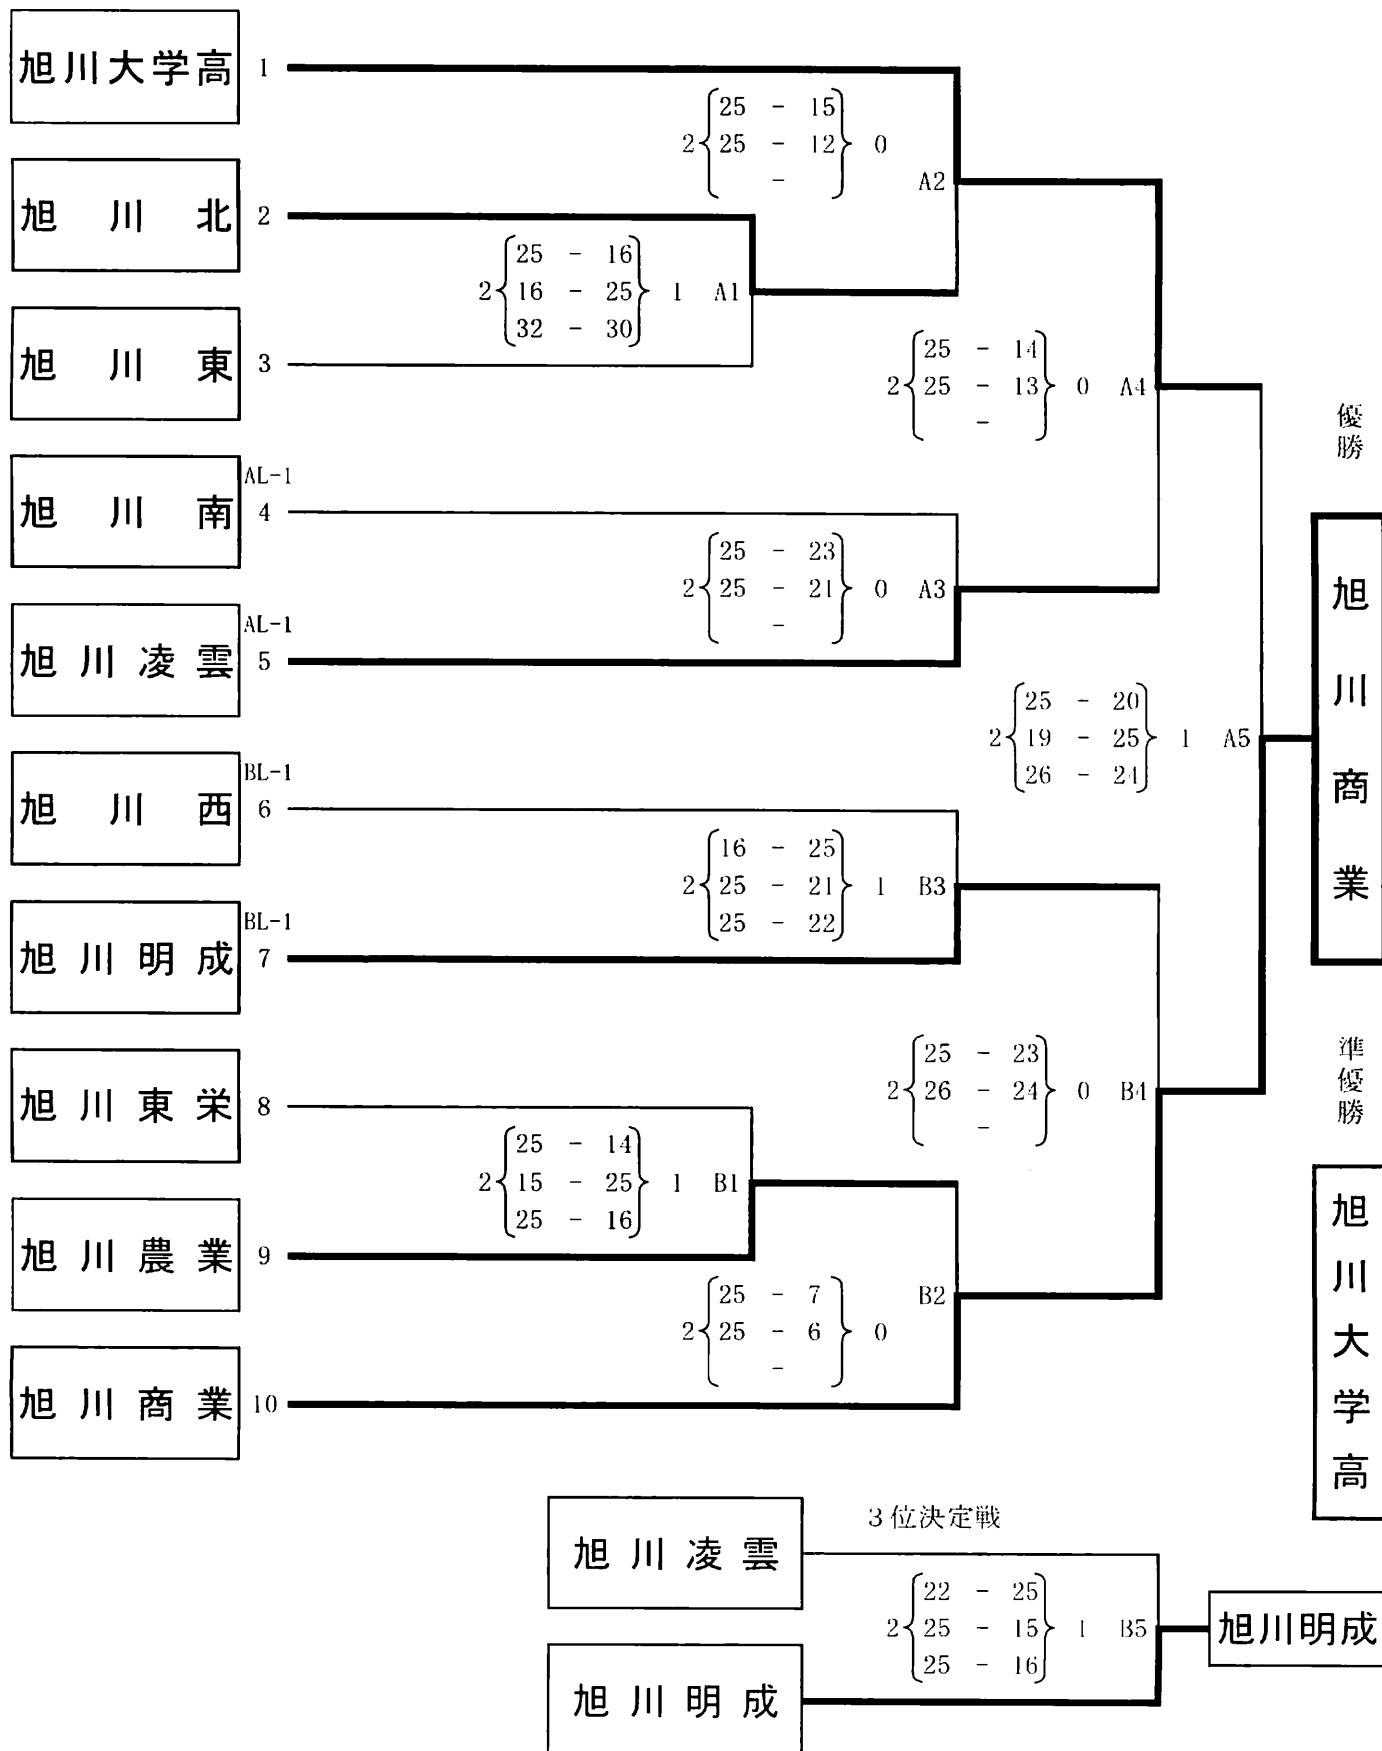 旭川大学高 1
25 - 15
2 25 - 12 0
-
A2
旭川北 2
25 - 16
2 16 - 25 1 A1
32 - 30
旭川東 3
25 - 14
2 25 - 13 0 A4
-
優勝
旭川商業
AL-1
旭川南 4
25 - 23
2 25 - 21 0 A3
-
AL-1
旭川凌雲 5
25 - 20
2 19 - 25 1 A5
26 - 24
BL-1
旭川西 6
16 - 25
2 25 - 21 1 B3
25 - 22
BL-1
旭川明成 7
25 - 23
2 26 - 24 0 B4
-
準優勝
旭川大学高
旭川東栄 8
25 - 14
2 15 - 25 1 B1
25 - 16
旭川農業 9
25 - 7
2 25 - 6 0
-
B2
旭川商業 10
3位決定戦
旭川凌雲
22 - 25
2 25 - 15 1 B5
25 - 16
旭川明成
旭川明成